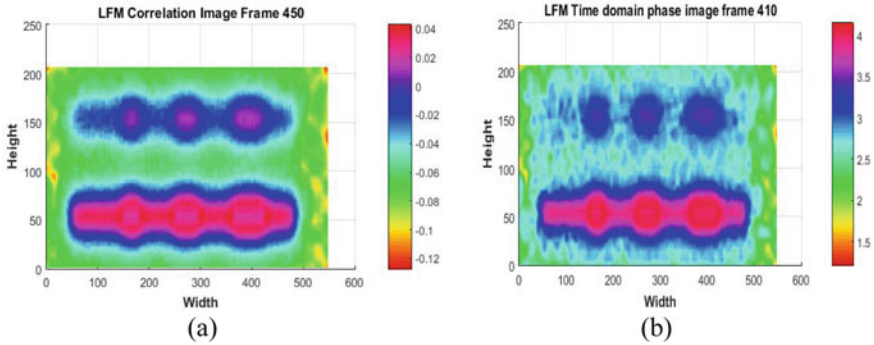 LFM Correlation Image Frame 450
250
200
150
100
50
0
Height
0 100 200 300 400 500 600
Width
0.04
0.02
0
-0.02
-0.04
-0.06
-0.08
-0.1
-0.12
(a)
LFM Time domain phase image frame 410
250
200
150
100
50
0
Height
0 100 200 300 400 500 600
Width
4
3.5
3
2.5
2
1.5
(b)